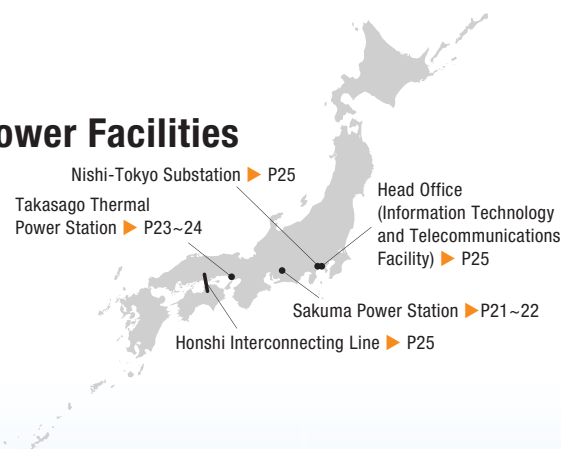 ower Facilities
Nishi-Tokyo Substation ▶ P25
Takasago Thermal
Power Station ▶ P23~24
Head Office
(Information Technology
and Telecommunications
Facility) ▶ P25
Sakuma Power Station ▶P21~22
Honshi Interconnecting Line ▶ P25